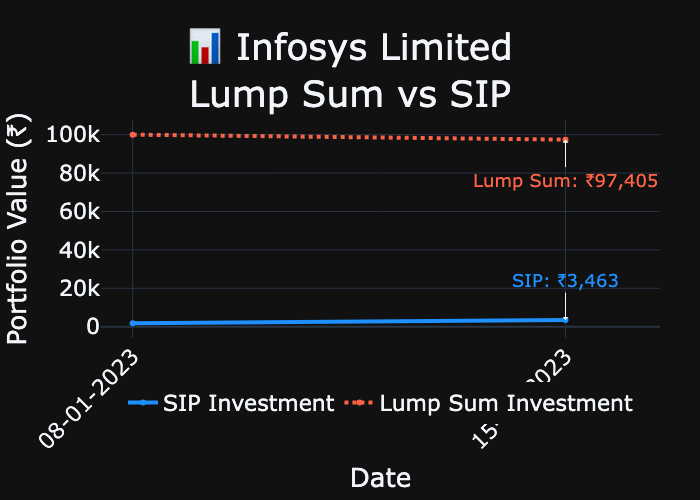 📊 Infosys Limited
Lump Sum vs SIP
Portfolio Value (₹)
100k
80k
60k
40k
20k
0
Lump Sum: ₹97,405
SIP: ₹3,463
08-01-2023
SIP Investment
Lump Sum Investment
Date